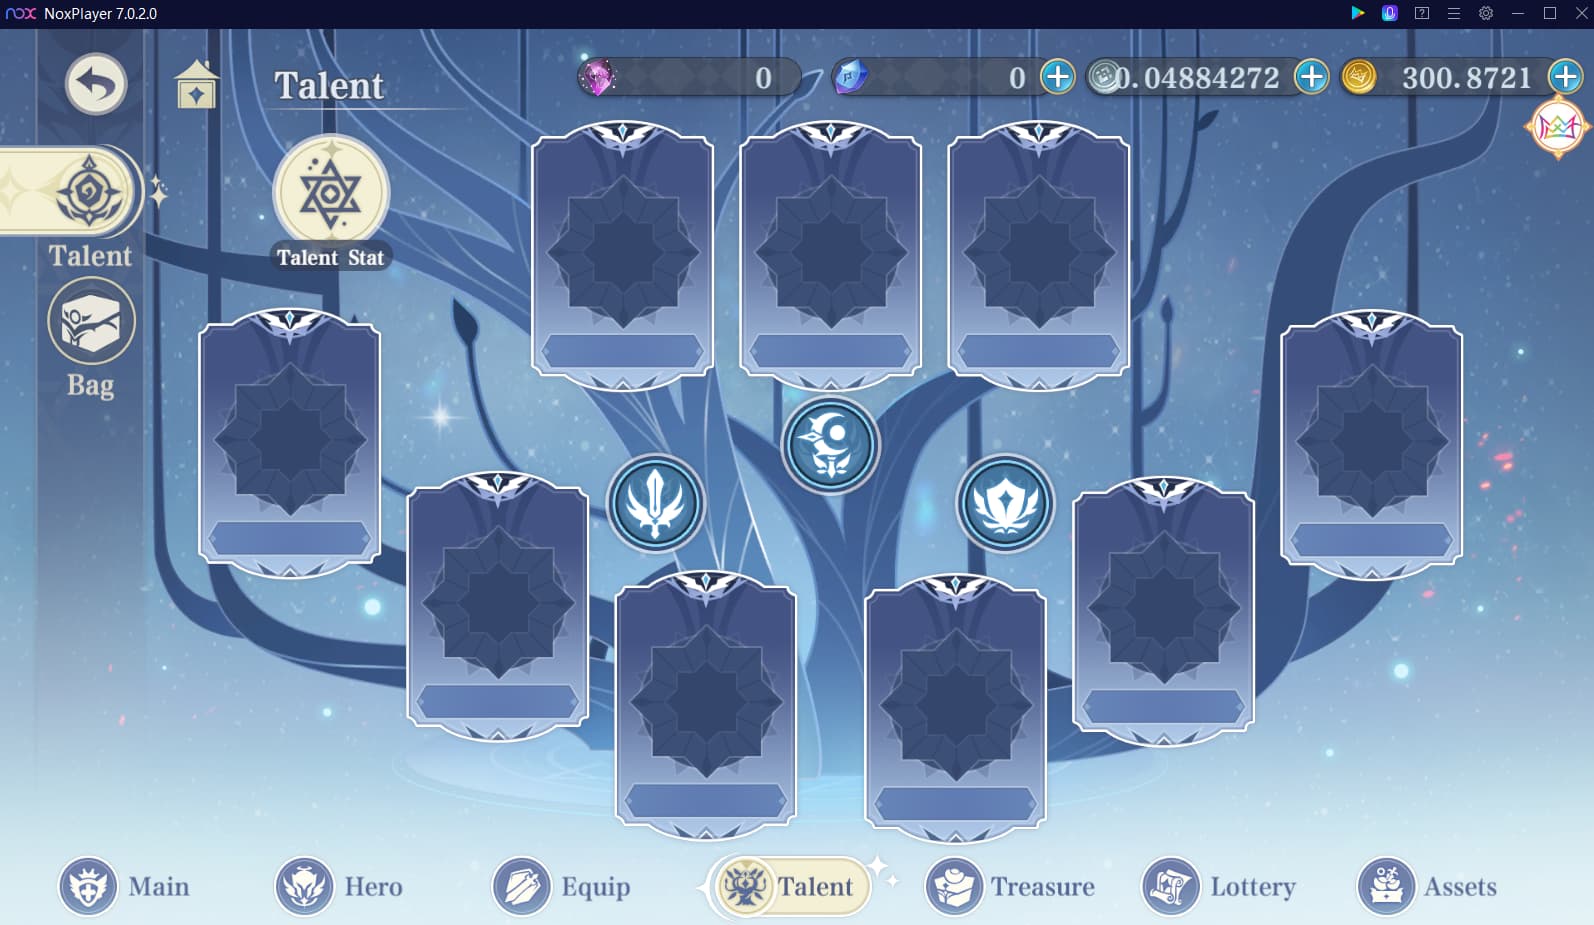 nox NoxPlayer 7.0.2.0
Talent
0
0
0.04884272
300.8721
Talent
Talent Stat
Bag
Main
Hero
Equip
Talent
Treasure
Lottery
Assets